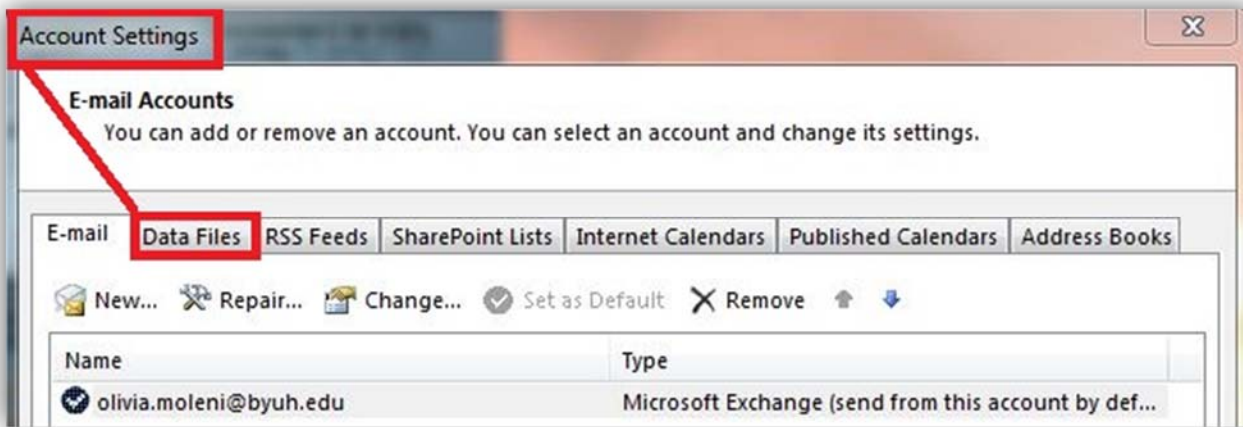 Account Settings
E-mail Accounts
You can add or remove an account. You can select an account and change its settings.
E-mail Data Files RSS Feeds SharePoint Lists Internet Calendars Published Calendars Address Books
New... Repair... Change... Set as Default Remove
Name Type
olivia.moleni@byuh.edu Microsoft Exchange (send from this account by def...